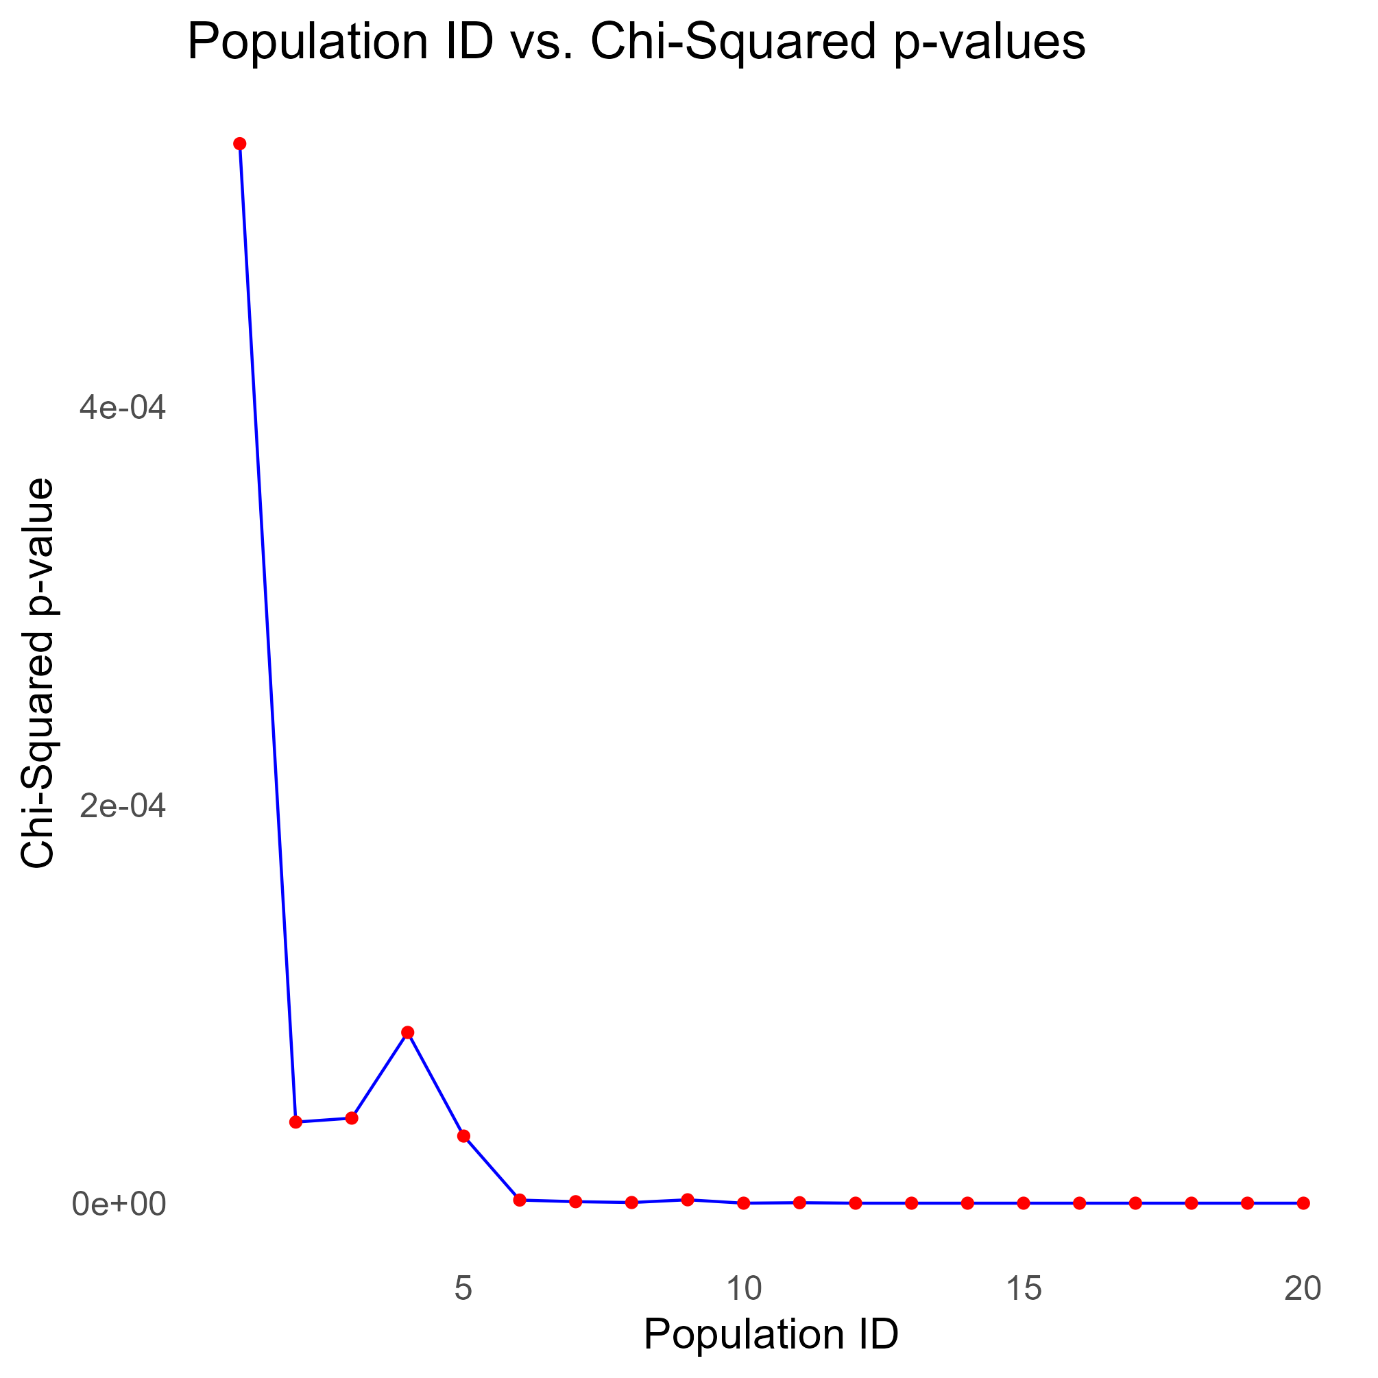 Population ID vs. Chi-Squared p-values
Chi-Squared p-value
4e-04
2e-04
0e+00
5
10
15
20
Population ID